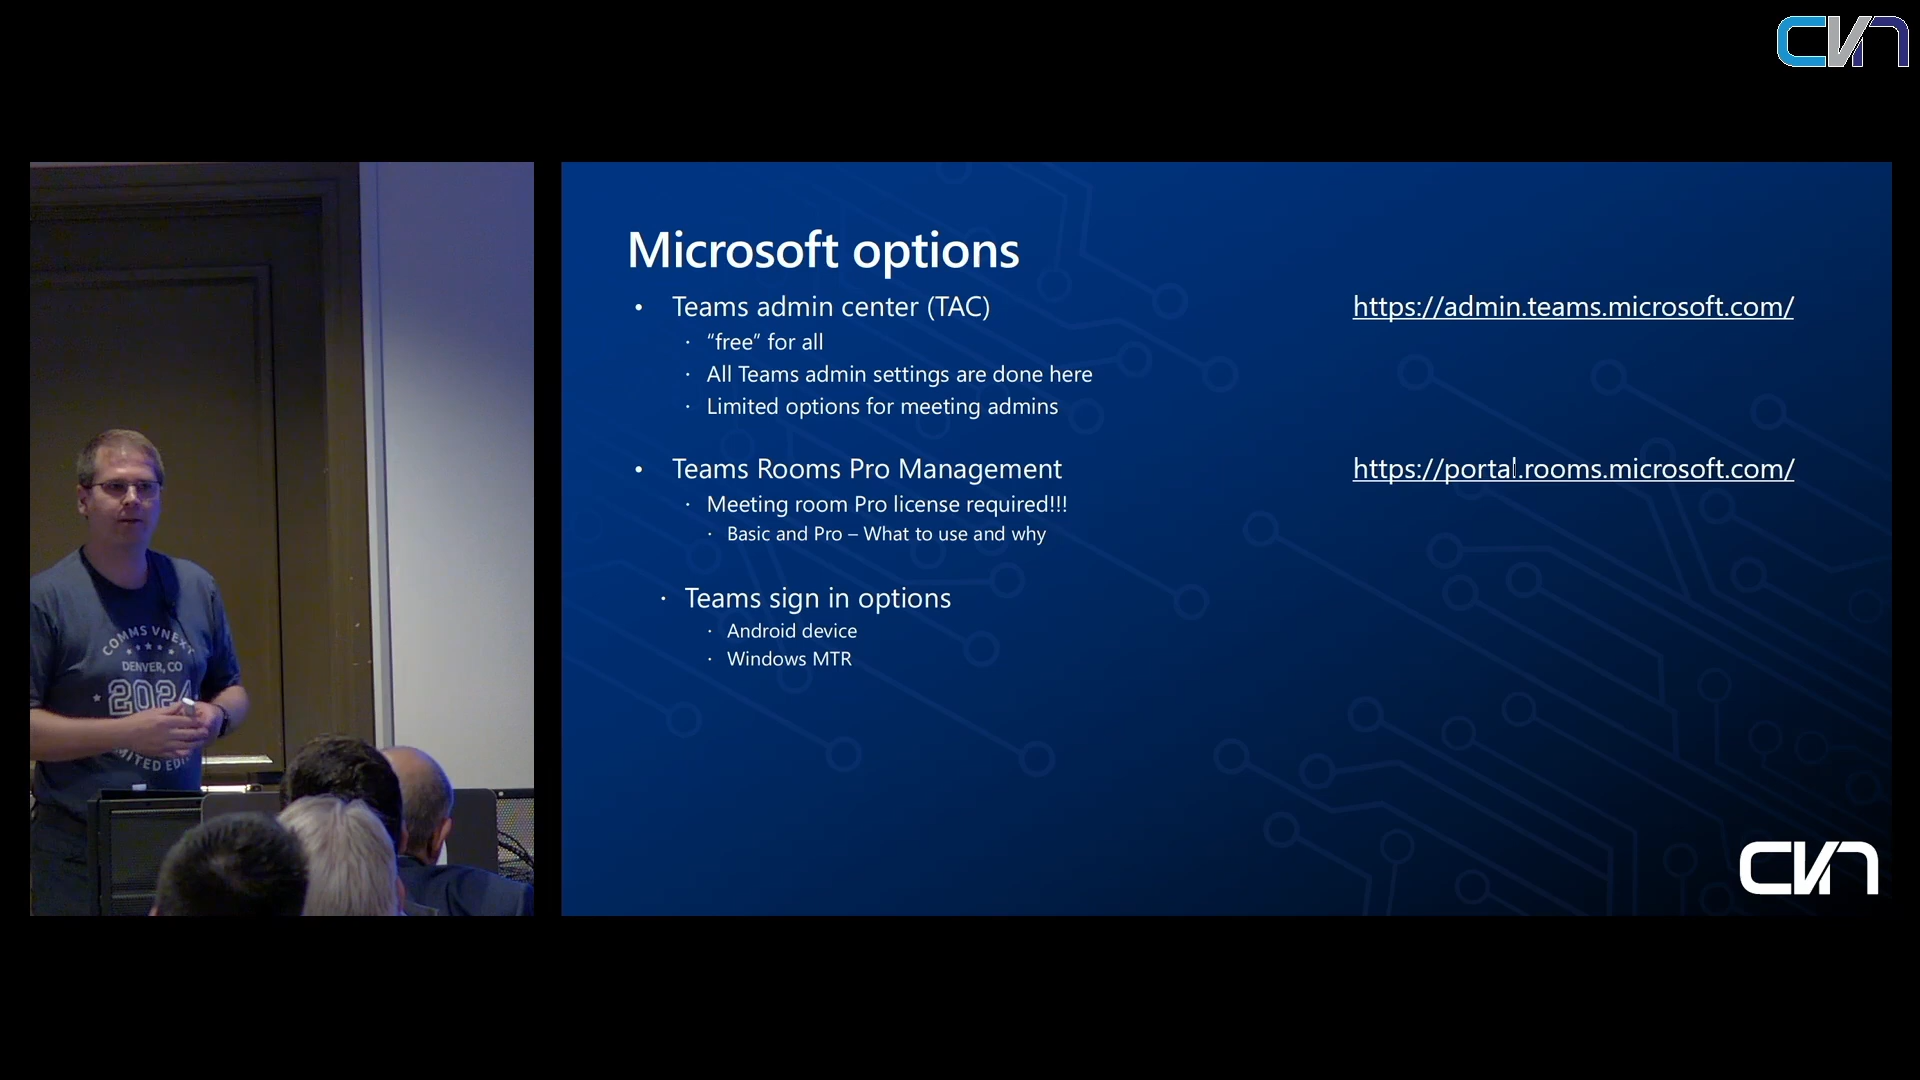 CVN
Microsoft options
• Teams admin center (TAC)
https://admin.teams.microsoft.com/
· “free” for all
· All Teams admin settings are done here
· Limited options for meeting admins
• Teams Rooms Pro Management
https://portal.rooms.microsoft.com/
· Meeting room Pro license required!!!
· Basic and Pro – What to use and why
· Teams sign in options
· Android device
· Windows MTR
COMMS VNEXT
DENVER, CO
2024
CVN